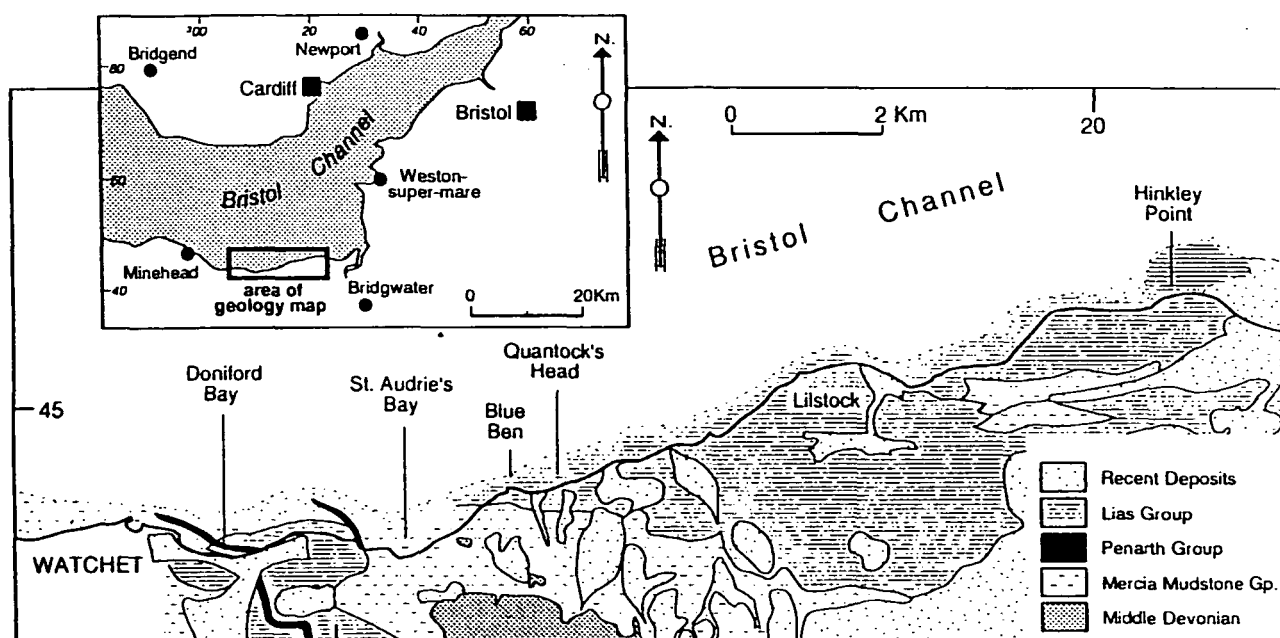 300
20
40
60
Bridgend
Newport
80
Cardiff
Bristol
N.
Bristol
Channel
60
Weston-
super-mare
Minehead
40
area of
geology map
Bridgwater
0
20Km
N.
0
2 Km
20
Bristol
Channel
Hinkley
Point
Doniford
Bay
St. Audrie's
Bay
Quantock's
Head
Blue
Ben
Lilstock
45
WATCHET
Recent Deposits
Lias Group
Penarth Group
Mercia Mudstone Gp.
Middle Devonian